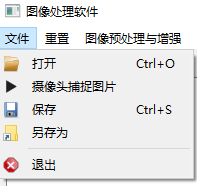 图像处理软件
文件 重置 图像预处理与增强
打开 Ctrl+O
摄像头捕捉图片
保存 Ctrl+S
另存为
退出